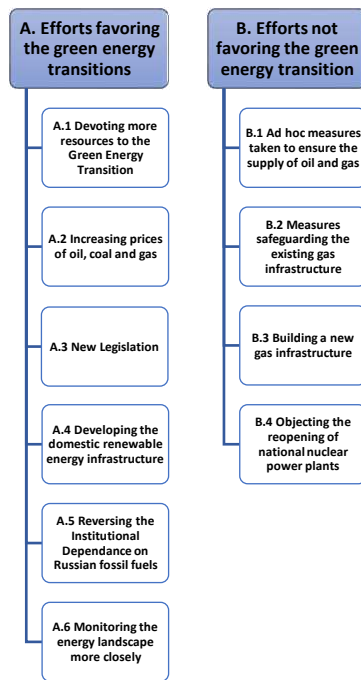 A. Efforts favoring
the green energy
transitions
A.1 Devoting more
resources to the
Green Energy
Transition
A.2 Increasing prices
of oil, coal and gas
A.3 New Legislation
A.4 Developing the
domestic renewable
energy infrastructure
A.5 Reversing the
Institutional
Dependance on
Russian fossil fuels
A.6 Monitoring the
energy landscape
more closely
B. Efforts not
favoring the green
energy transition
B.1 Ad hoc measures
taken to ensure the
supply of oil and gas
B.2 Measures
safeguarding the
existing gas
infrastructure
B.3 Building a new
gas infrastructure
B.4 Objecting the
reopening of
national nuclear
power plants